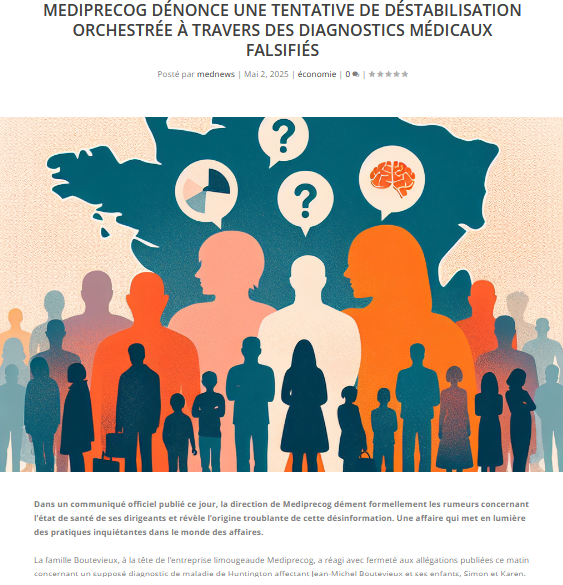 MEDIPRECOG DÉNONCE UNE TENTATIVE DE DÉSTABILISATION
ORCHESTRÉE À TRAVERS DES DIAGNOSTICS MÉDICAUX
FALSIFIÉS
Posté par mednews | Mai 2, 2025 | économie | 0 |
? 
?
Dans un communiqué officiel publié ce jour, la direction de Mediprecog dément formellement les rumeurs concernant
l'état de santé de ses dirigeants et révèle l'origine troublante de cette désinformation. Une affaire qui met en lumière
des pratiques inquiétantes dans le monde des affaires.
La famille Boutevieux, à la tête de l'entreprise limougeaude Mediprecog, a réagi avec fermeté aux allégations publiées ce matin
concernant un supposé diagnostic de maladie de Huntington affectant Jean-Michel Boutevieux et ses enfants, Simon et Karen.